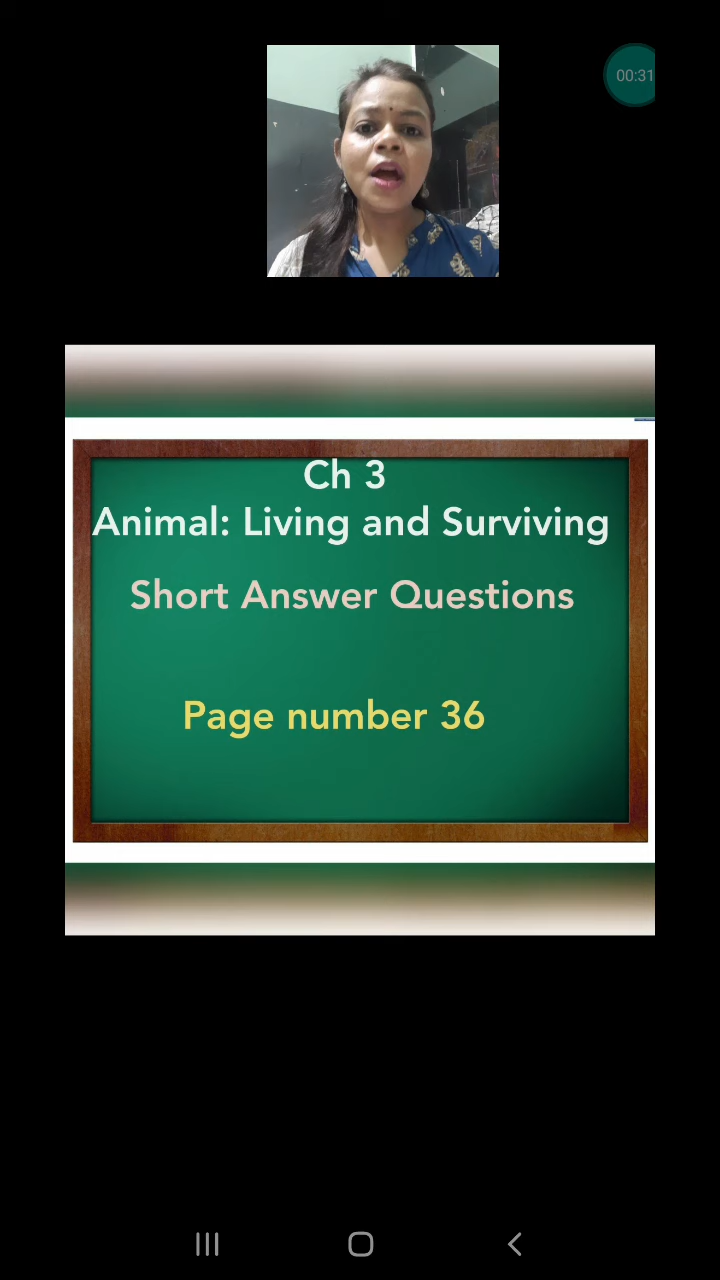 00:31
Ch 3
Animal: Living and Surviving
Short Answer Questions
Page number 36